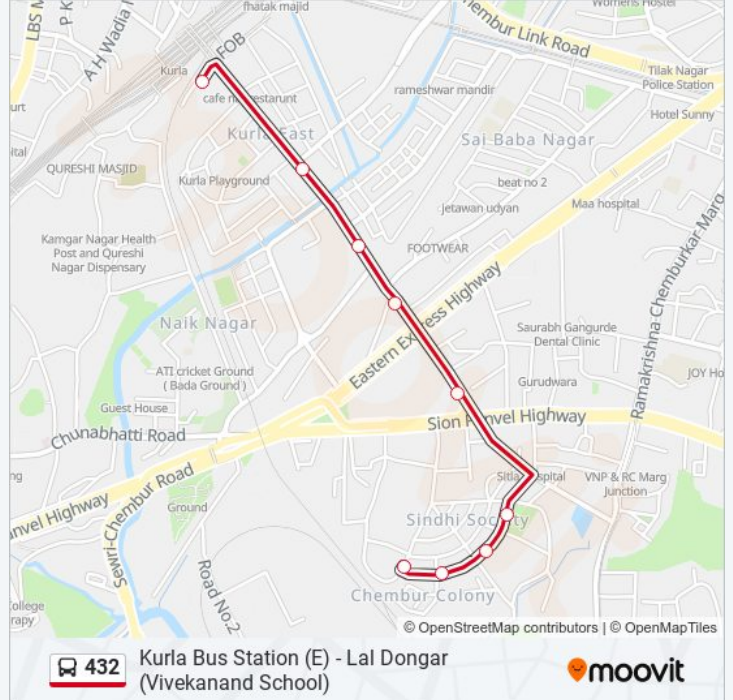 fhatak majid
Womens Hostel
LBS M
P K
A H Wadia
FOB
Chembur Link Road
Kurla
Tilak Nagar
Police Station
cafe
restarunt
rameshwar mandir
Hotel Sunny
Kurla East
Sai Baba Nagar
QURESHI MASJID
Kurla Playground
beat no 2
Maa hospital
Jetawan udyan
Kamgar Nagar Health
Post and Qureshi
Nagar Dispensary
FOOTWEAR
Ramakrishna Chemburkar Marg
Eastern Express Highway
Naik Nagar
Saurabh Gangurde
Dental Clinic
ATI cricket Ground
( Bada Ground )
JOY Ho
Gurudwara
Guest House
Sion Panvel Highway
Chunabhatti Road
VNP & RC Marg
Junction
Ground
Sindhi Society
anvel Highway
Sewri-Chembur Road
Road No:2
Chembur Colony
College
rapy
© OpenStreetMap contributors | © OpenMapTiles
432
Kurla Bus Station (E) - Lal Dongar
(Vivekanand School)
moovit